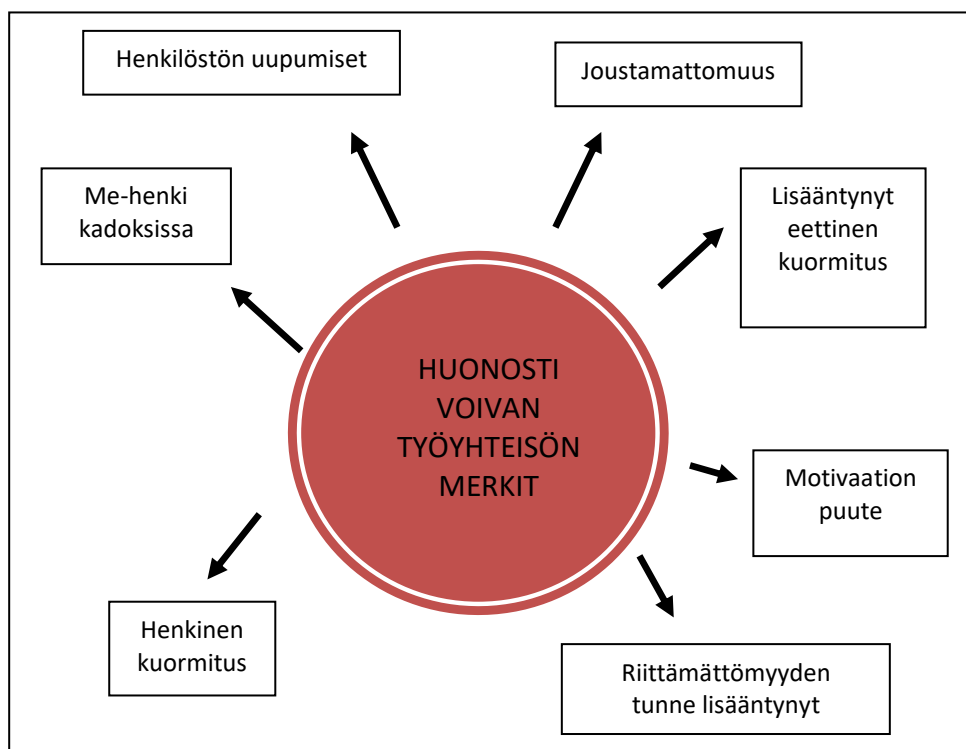 Henkilöstön uupumiset
Joustamattomuus
Me-henki
kadoksissa
Lisääntynyt
eettinen
kuormitus
HUONOSTI
VOIVAN
TYÖYHTEISÖN
MERKIT
Motivaation
puute
Henkinen
kuormitus
Riittämättömyyden
tunne lisääntynyt